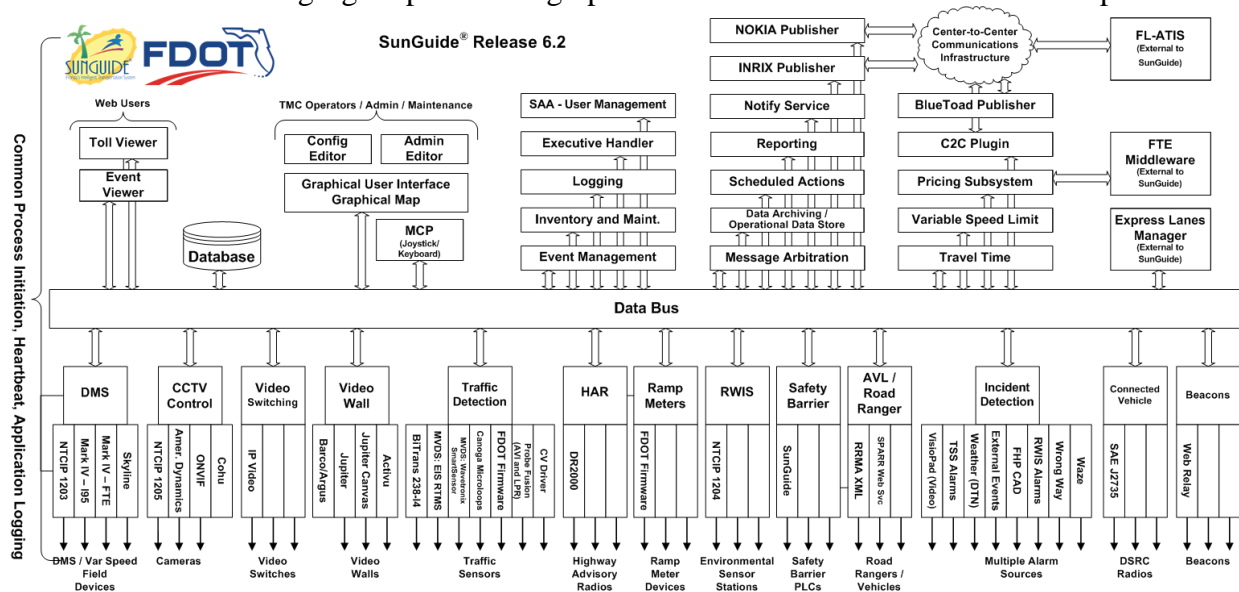 SUNGUIDE
FDOT
SunGuide® Release 6.2
Common Process Initiation, Heartbeat, Application Logging
Web Users
Toll Viewer
Event
Viewer
Database
TMC Operators / Admin / Maintenance
Config
Editor
Admin
Editor
Graphical User Interface
Graphical Map
MCP
(Joystick/
Keyboard)
SAA - User Management
Executive Handler
Logging
Inventory and Maint.
Event Management
NOKIA Publisher
INRIX Publisher
Notify Service
Reporting
Scheduled Actions
Data Archiving /
Operational Data Store
Message Arbitration
Center-to-Center
Communications
Infrastructure
BlueToad Publisher
C2C Plugin
Pricing Subsystem
Variable Speed Limit
Travel Time
FL-ATIS
(External to
SunGuide)
FTE
Middleware
(External to
SunGuide)
Express Lanes
Manager
(External to
SunGuide)
Data Bus
DMS
NTCIP 1203
Mark IV – I95
Mark IV – FTE
Skyline
DMS / Var Speed
Field
Devices
CCTV
Control
NTCIP 1205
Amer. Dynamics
ONVIF
Cohu
Cameras
Video
Switching
IP Video
Video
Switches
Video
Wall
Barco/Argus
Jupiter
Jupiter Canvas
Activu
Video
Walls
Traffic
Detection
BiTrans 238-I4
MVDS: EIS RTMS
MVDS: Wavetronix
SmartSensor
Canoga Microloops
FDOT Firmware
Probe Fusion
(AVI and LPR)
CV Driver
Traffic
Sensors
HAR
DR2000
Highway
Advisory
Radios
Ramp
Meters
FDOT Firmware
Ramp
Meter
Devices
RWIS
NTCIP 1204
Environmental
Sensor
Stations
Safety
Barrier
SunGuide
Safety
Barrier
PLCs
AVL /
Road
Ranger
RRMA XML
SPARR Web Svc
Road
Rangers /
Vehicles
Incident
Detection
VisioPad (Video)
TSS Alarms
Weather (DTN)
External Events
FHP CAD
RWIS Alarms
Wrong Way
Waze
Multiple Alarm
Sources
Connected
Vehicle
SAE J2735
DSRC
Radios
Beacons
Web Relay
Beacons